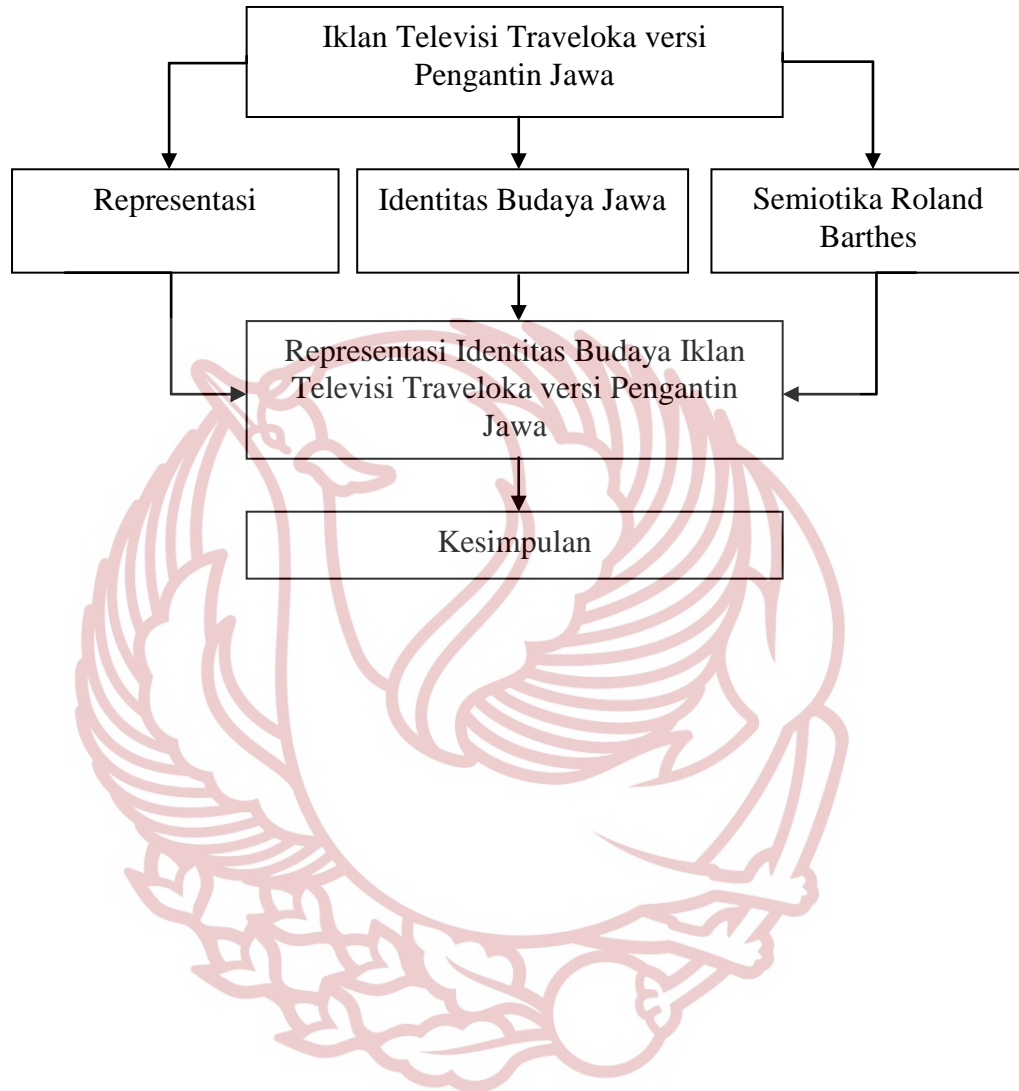 Iklan Televisi Traveloka versi
Pengantin Jawa
Representasi
Identitas Budaya Jawa
Semiotika Roland
Barthes
Representasi Identitas Budaya Iklan
Televisi Traveloka versi Pengantin
Jawa
Kesimpulan